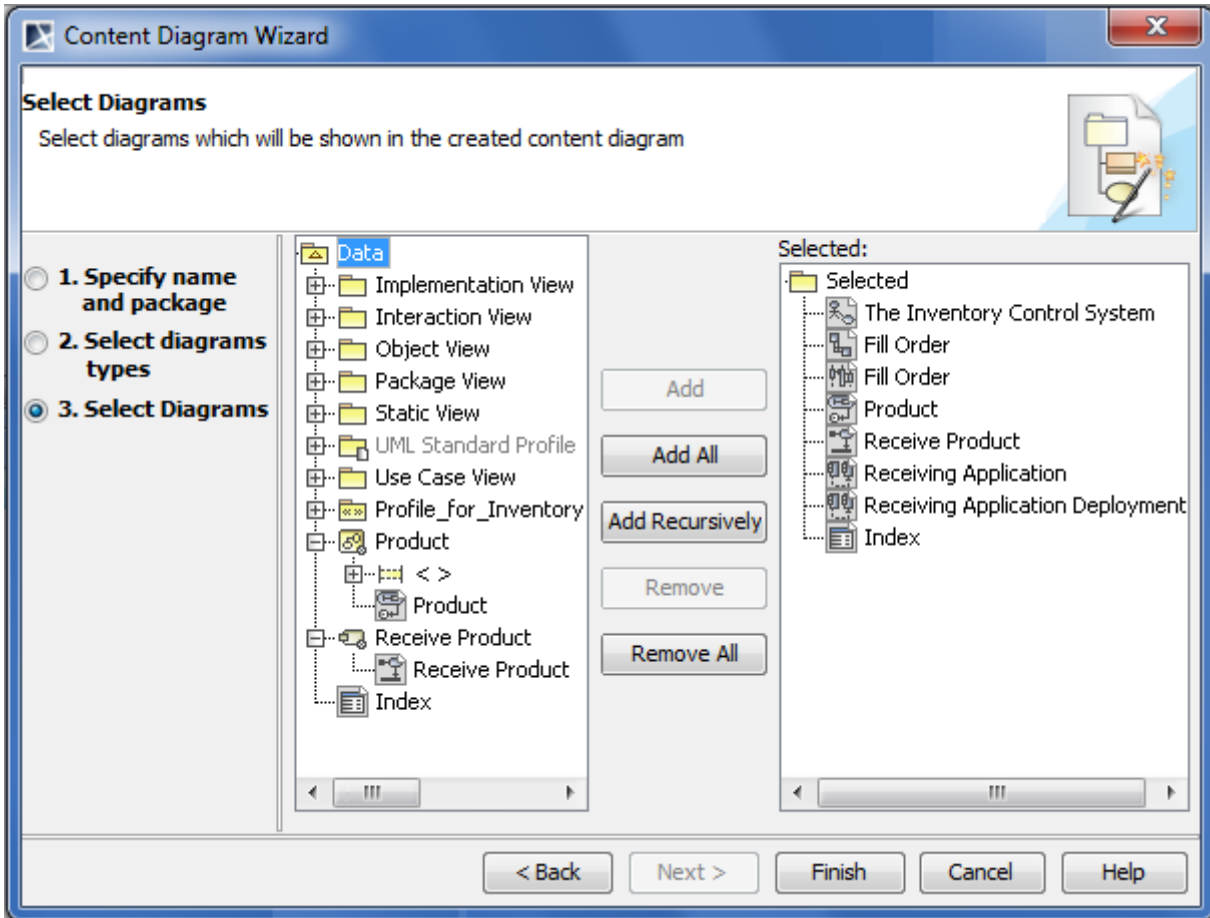 Content Diagram Wizard
Select Diagrams
Select diagrams which will be shown in the created content diagram
1. Specify name
and package
2. Select diagrams
types
3. Select Diagrams
Data
Implementation View
Interaction View
Object View
Package View
Static View
UML Standard Profile
Use Case View
Profile_for_Inventory
Product
< >
Product
Receive Product
Receive Product
Index
Add
Add All
Add Recursively
Remove
Remove All
Selected:
Selected
The Inventory Control System
Fill Order
Fill Order
Product
Receive Product
Receiving Application
Receiving Application Deployment
Index
< Back
Next >
Finish
Cancel
Help